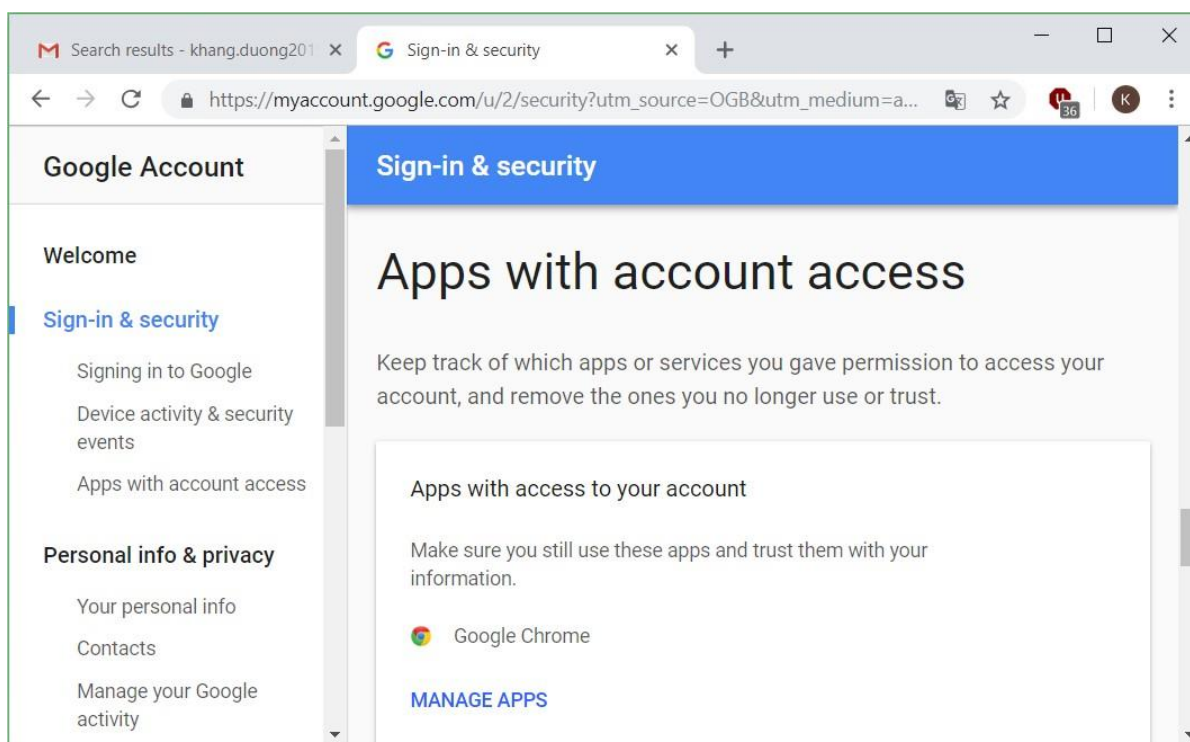 Search results - khang.duong201
Sign-in & security
https://myaccount.google.com/u/2/security?utm_source=OGB&utm_medium=a...
36
K
Google Account
Welcome
Sign-in & security
Signing in to Google
Device activity & security
events
Apps with account access
Personal info & privacy
Your personal info
Contacts
Manage your Google
activity
Sign-in & security
Apps with account access
Keep track of which apps or services you gave permission to access your
account, and remove the ones you no longer use or trust.
Apps with access to your account
Make sure you still use these apps and trust them with your
information.
Google Chrome
MANAGE APPS